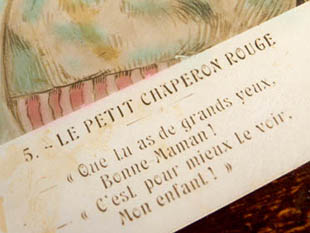 5. - LE PETIT CHAPERON ROUGE
« Que tu as de grands yeux,
Bonne-Maman !
— « C'est pour mieux te voir,
Mon enfant ! »